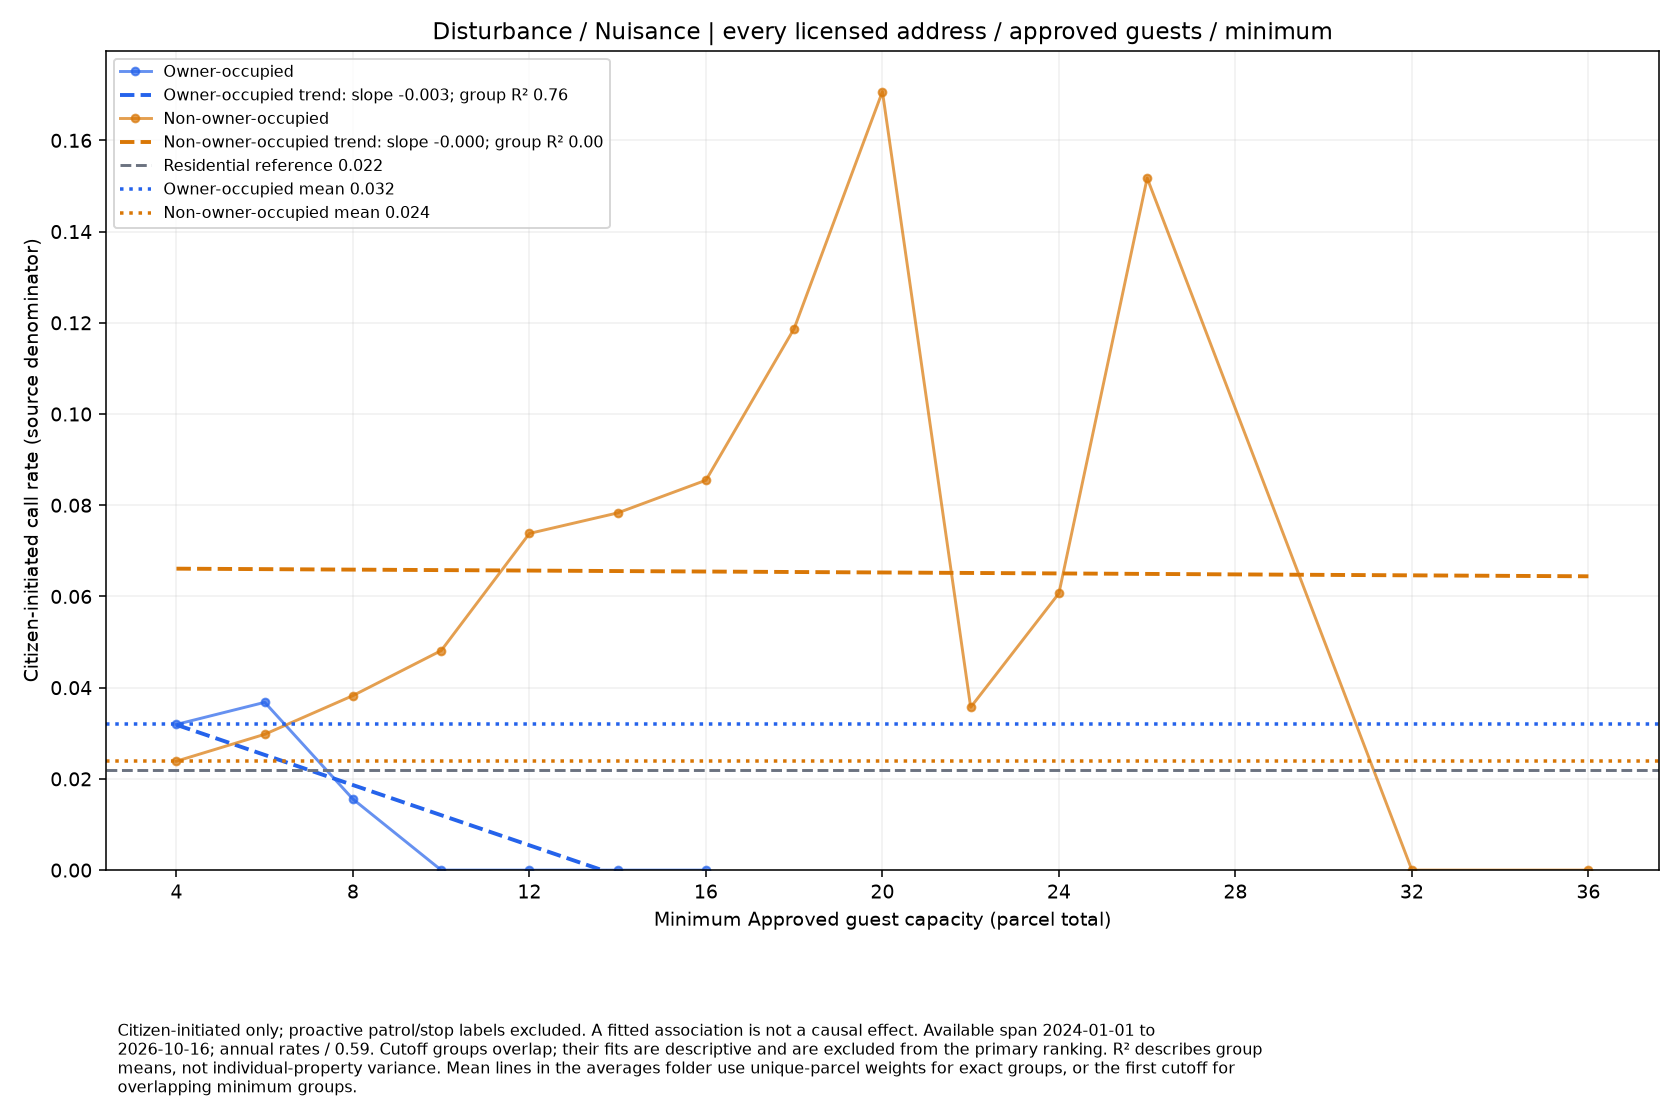 Disturbance / Nuisance | every licensed address / approved guests / minimum
Owner-occupied
Owner-occupied trend: slope -0.003; group R² 0.76
Non-owner-occupied
Non-owner-occupied trend: slope -0.000; group R² 0.00
Residential reference 0.022
Owner-occupied mean 0.032
Non-owner-occupied mean 0.024
Citizen-initiated call rate (source denominator)
0.16
0.14
0.12
0.10
0.08
0.06
0.04
0.02
0.00
4 8 12 16 20 24 28 32 36
Minimum Approved guest capacity (parcel total)
Citizen-initiated only; proactive patrol/stop labels excluded. A fitted association is not a causal effect. Available span 2024-01-01 to
2026-10-16; annual rates / 0.59. Cutoff groups overlap; their fits are descriptive and are excluded from the primary ranking. R² describes group
means, not individual-property variance. Mean lines in the averages folder use unique-parcel weights for exact groups, or the first cutoff for
overlapping minimum groups.